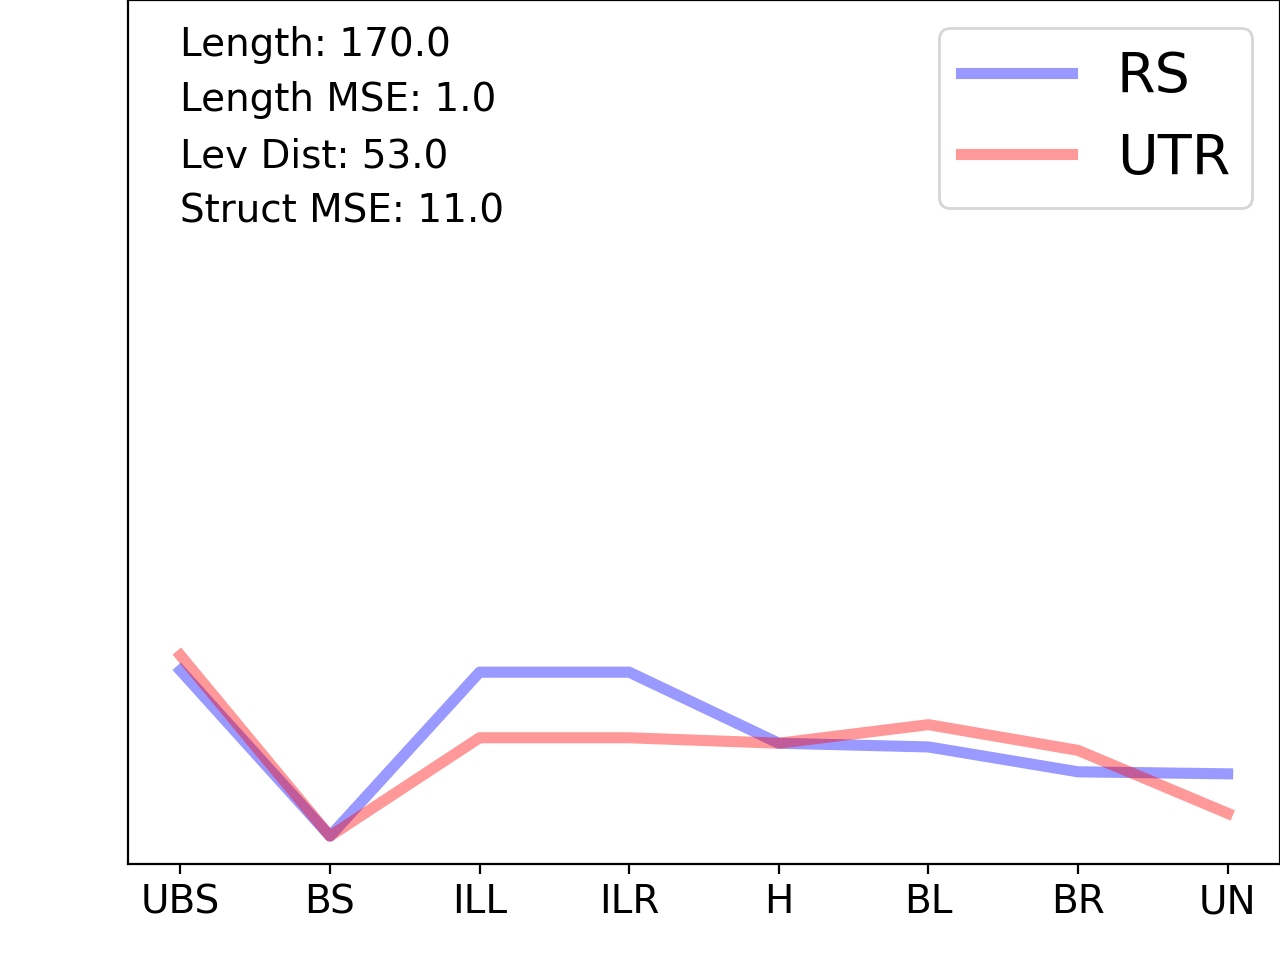 Length: 170.0
Length MSE: 1.0
Lev Dist: 53.0
Struct MSE: 11.0
RS
UTR
UBS BS ILL ILR H BL BR UN